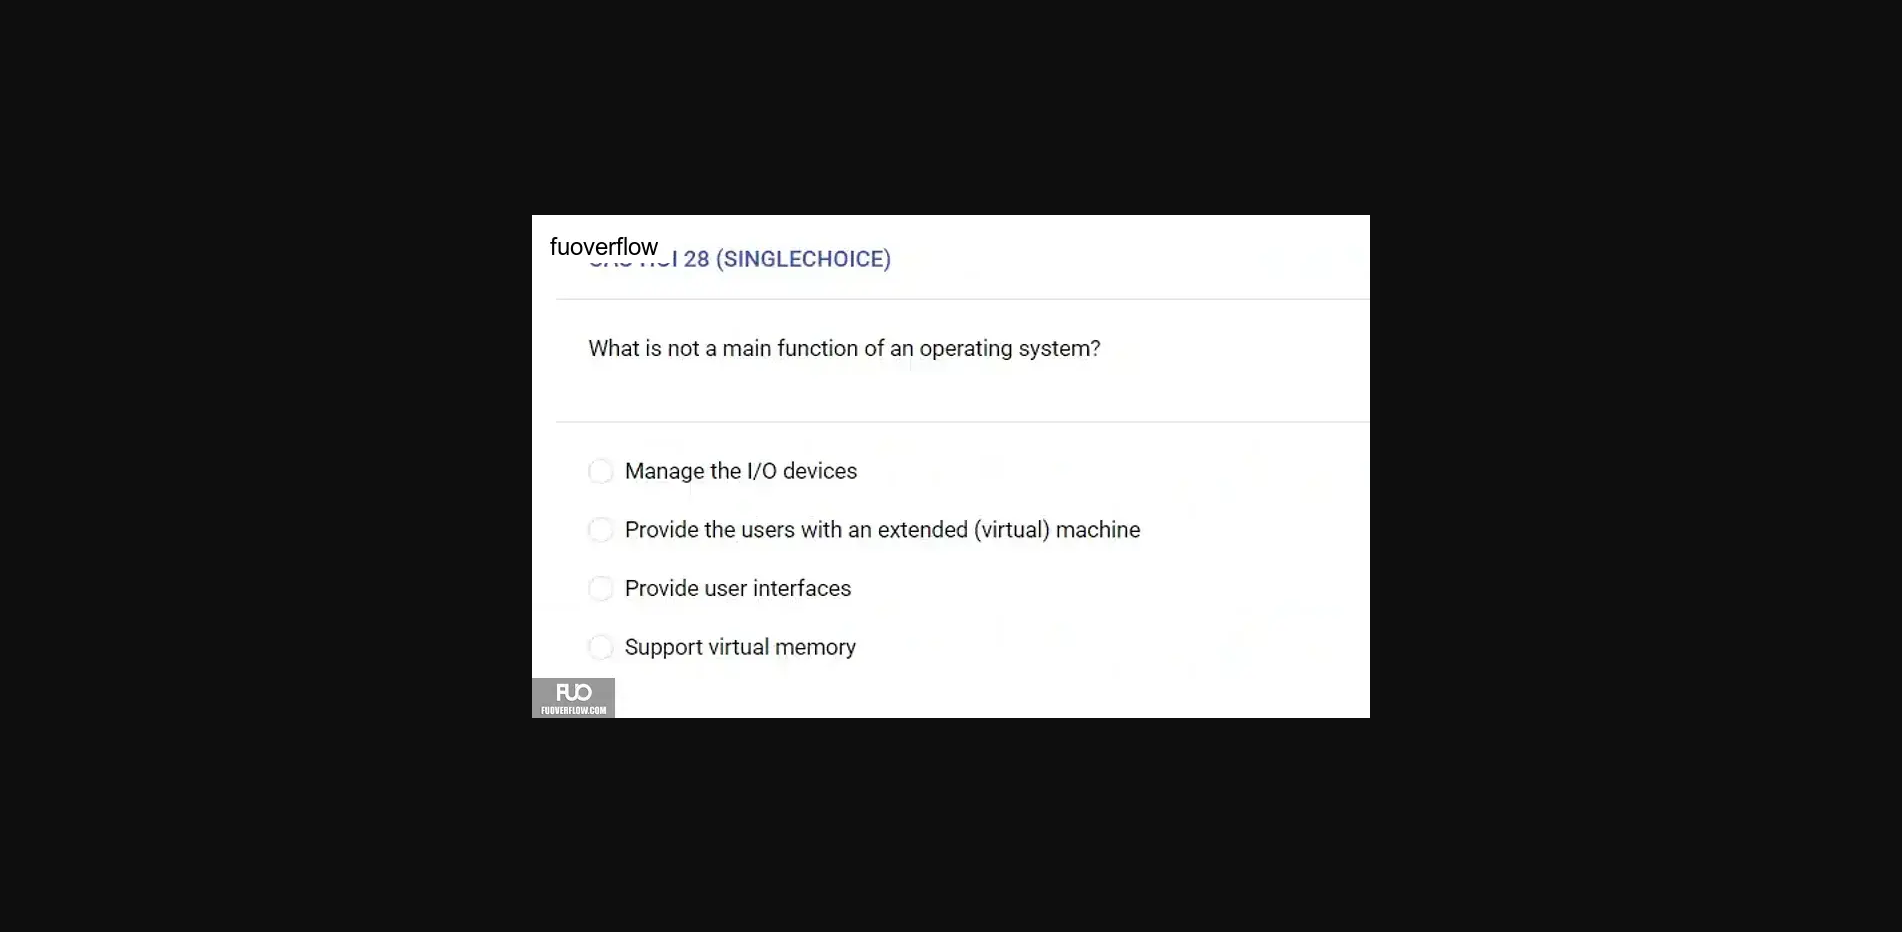 fuoverflow
28 (SINGLECHOICE)
What is not a main function of an operating system?
Manage the I/O devices
Provide the users with an extended (virtual) machine
Provide user interfaces
Support virtual memory
FUO
FUOVERFLOW.COM